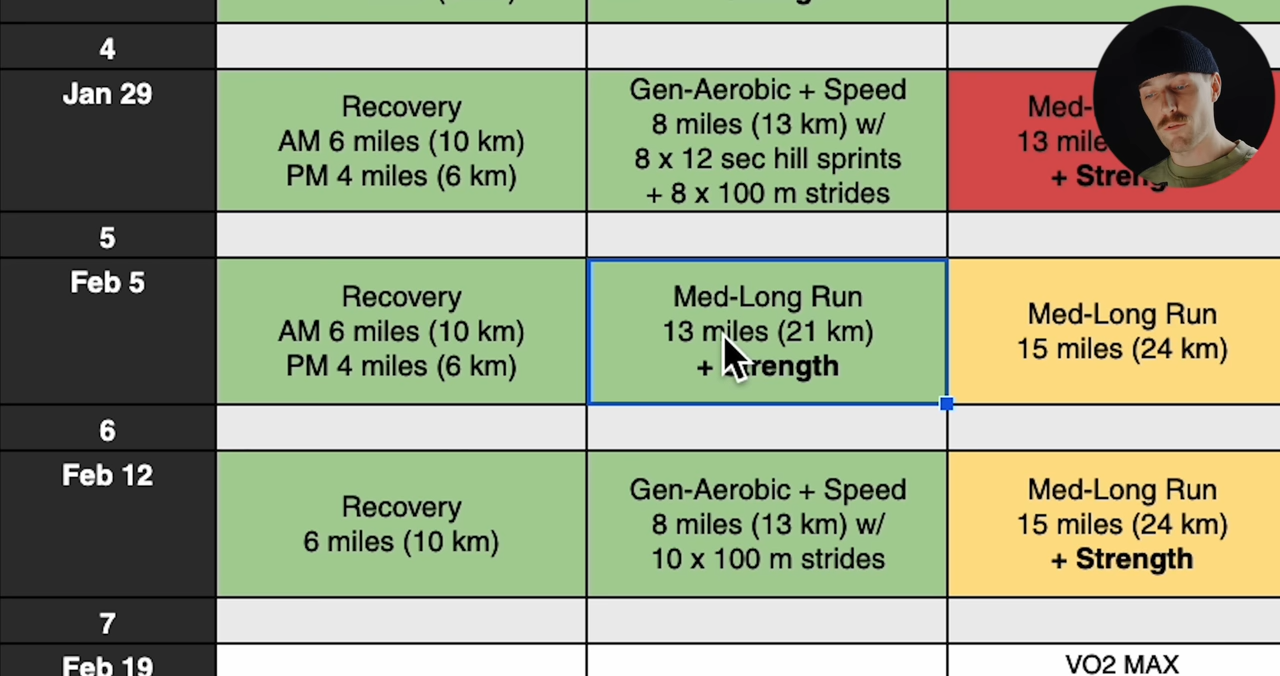 4
Jan 29
Recovery
AM 6 miles (10 km)
PM 4 miles (6 km)
Gen-Aerobic + Speed
8 miles (13 km) w/
8 x 12 sec hill sprints
+ 8 x 100 m strides
Med-
13
+
5
Feb 5
Recovery
AM 6 miles (10 km)
PM 4 miles (6 km)
Med-Long Run
13 miles (21 km)
+ Strength
Med-Long Run
15 miles (24 km)
6
Feb 12
Recovery
6 miles (10 km)
Gen-Aerobic + Speed
8 miles (13 km) w/
10 x 100 m strides
Med-Long Run
15 miles (24 km)
+ Strength
7
Feb 19
VO2 MAX